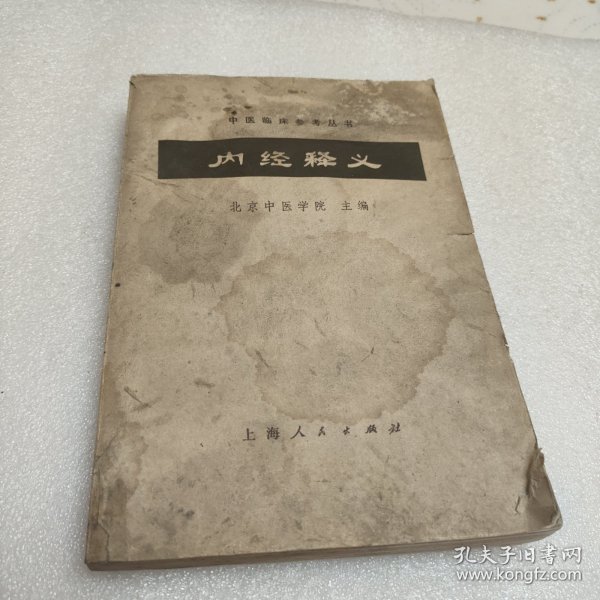 中医临床参考丛书
内经释义
北京中医学院 主编
上海人民出版社
孔夫子旧书网
www.kongfz.com